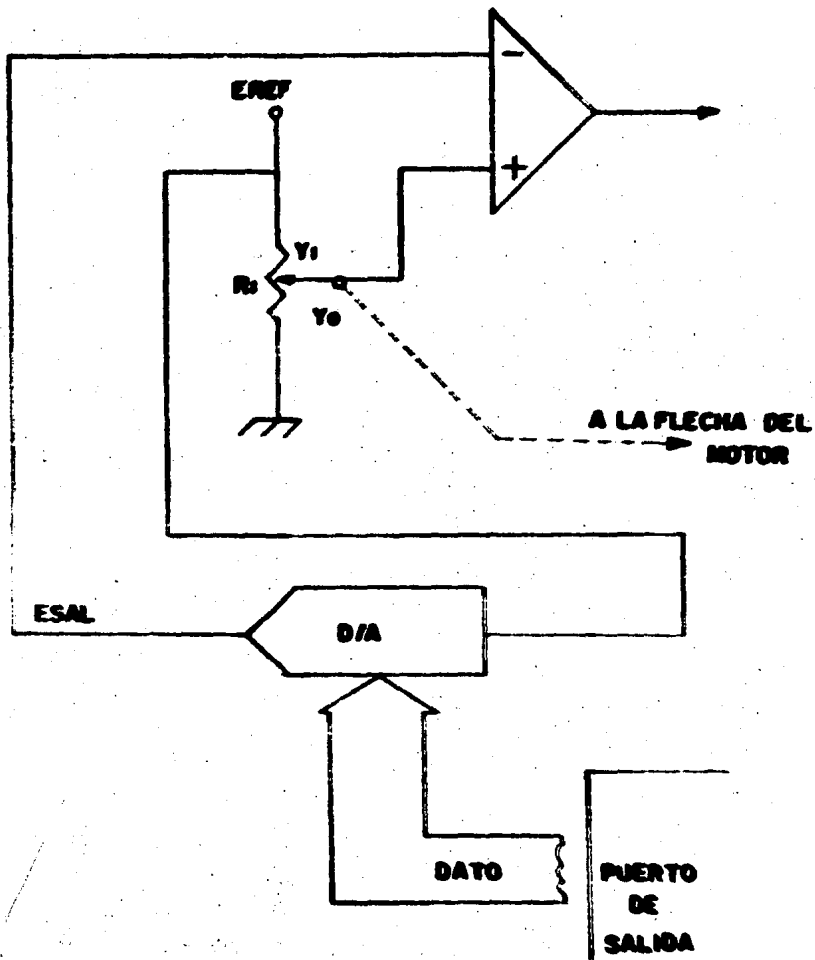 −
EREF
+
Y1
R1
Y0
A LA FLECHA DEL
MOTOR
ESAL
D/A
DATO
PUERTO
DE
SALIDA